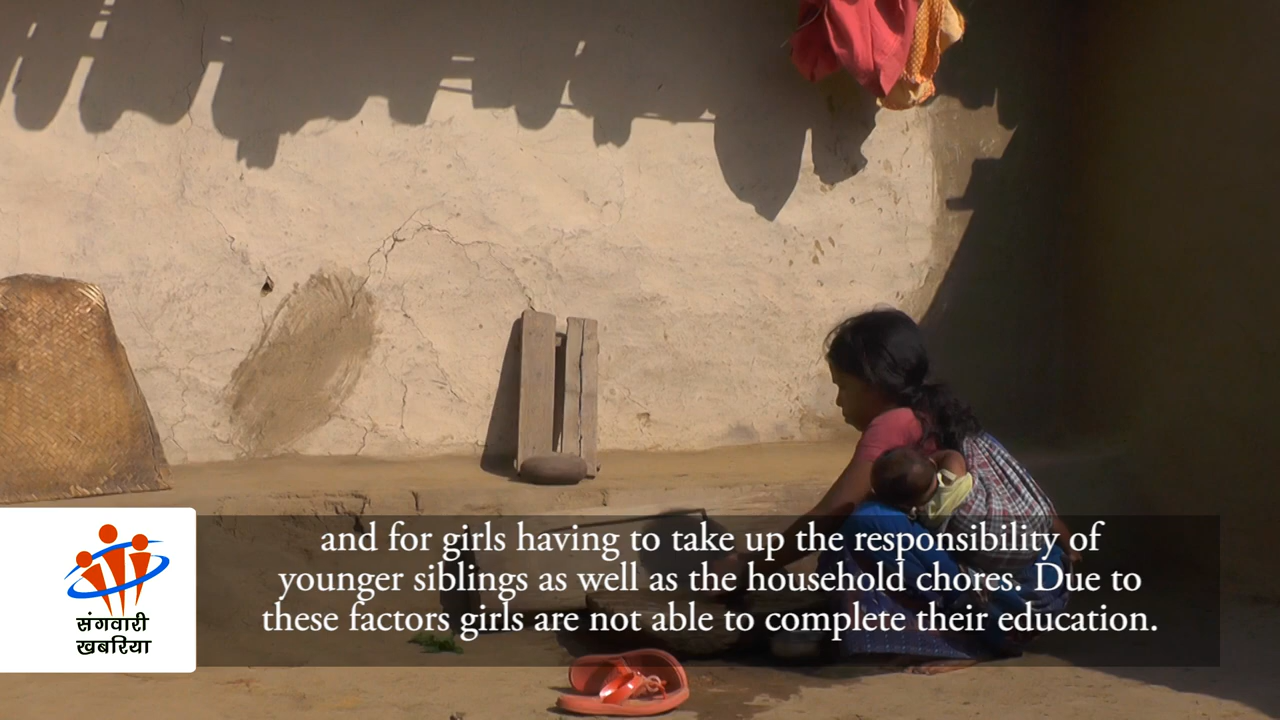 and for girls having to take up the responsibility of
younger siblings as well as the household chores. Due to
these factors girls are not able to complete their education.
संगवारी
खबरिया